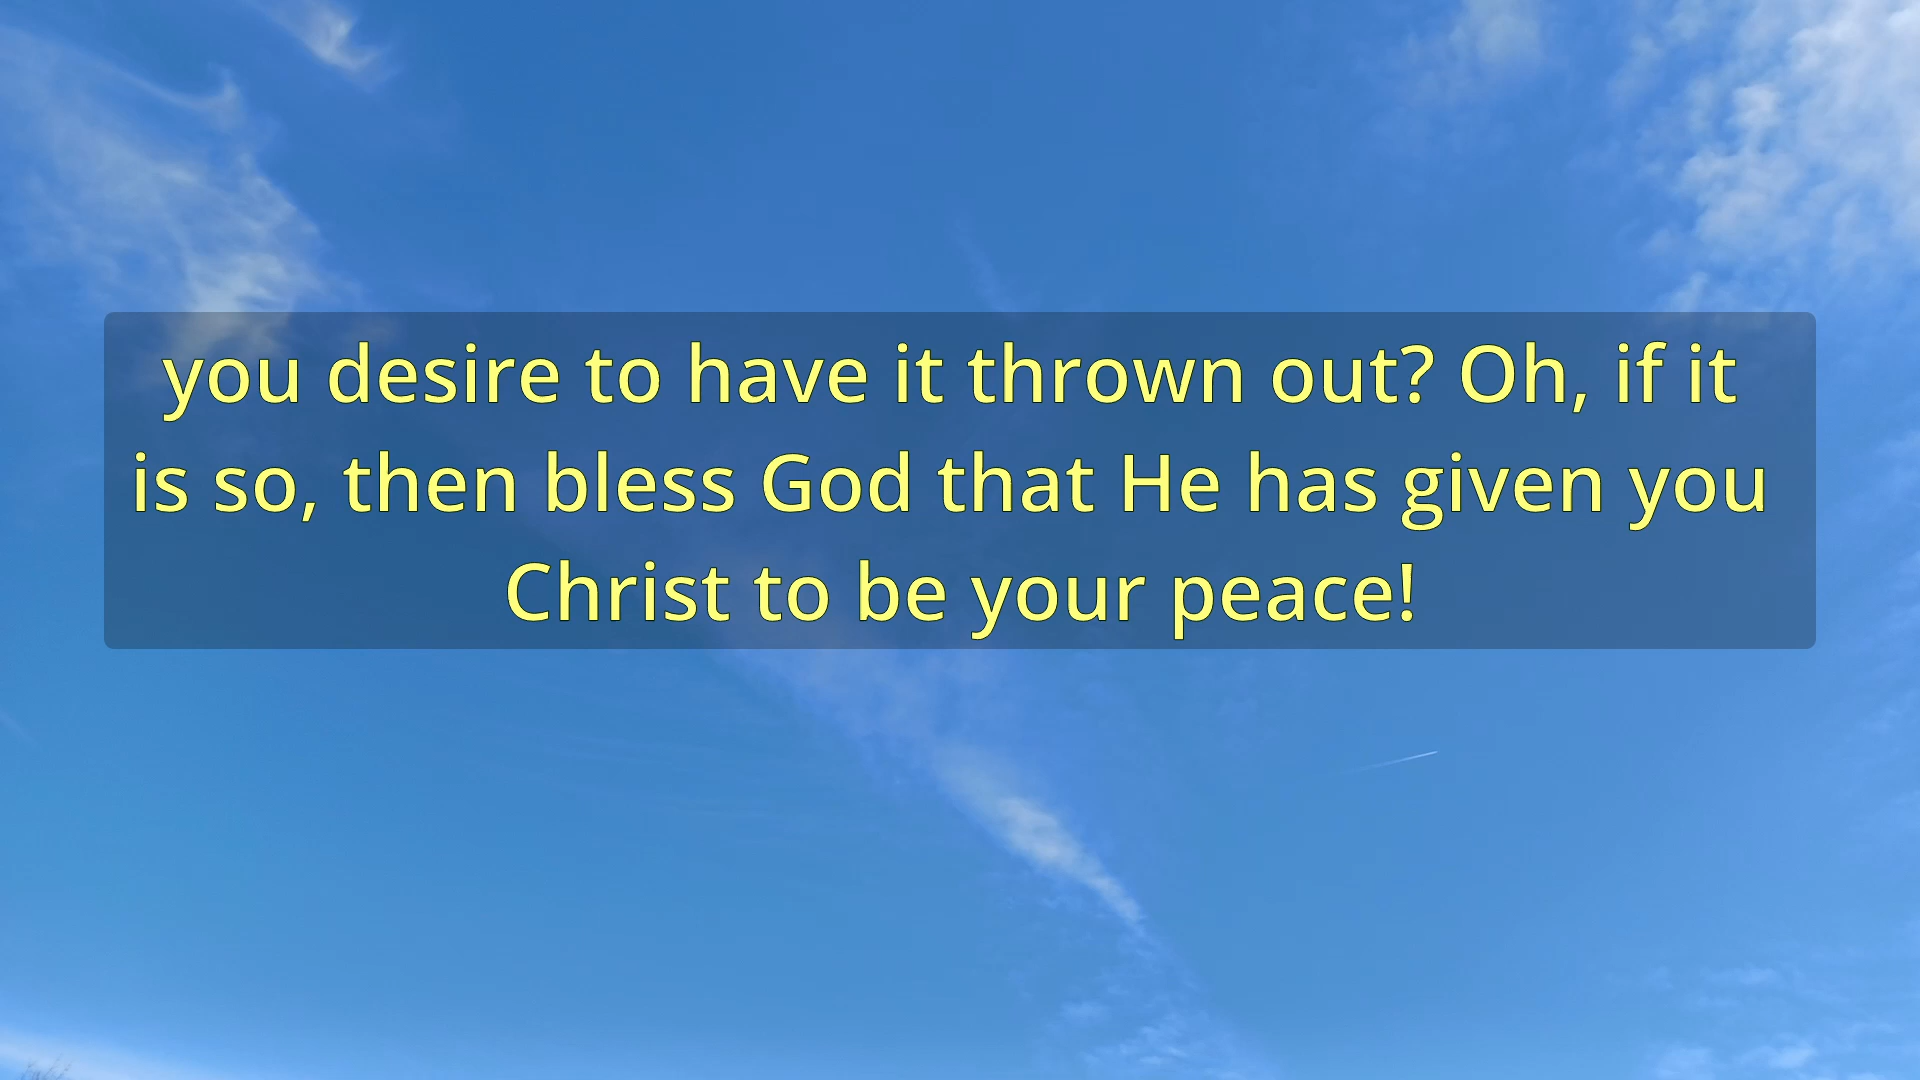 you desire to have it thrown out? Oh, if it
is so, then bless God that He has given you
Christ to be your peace!